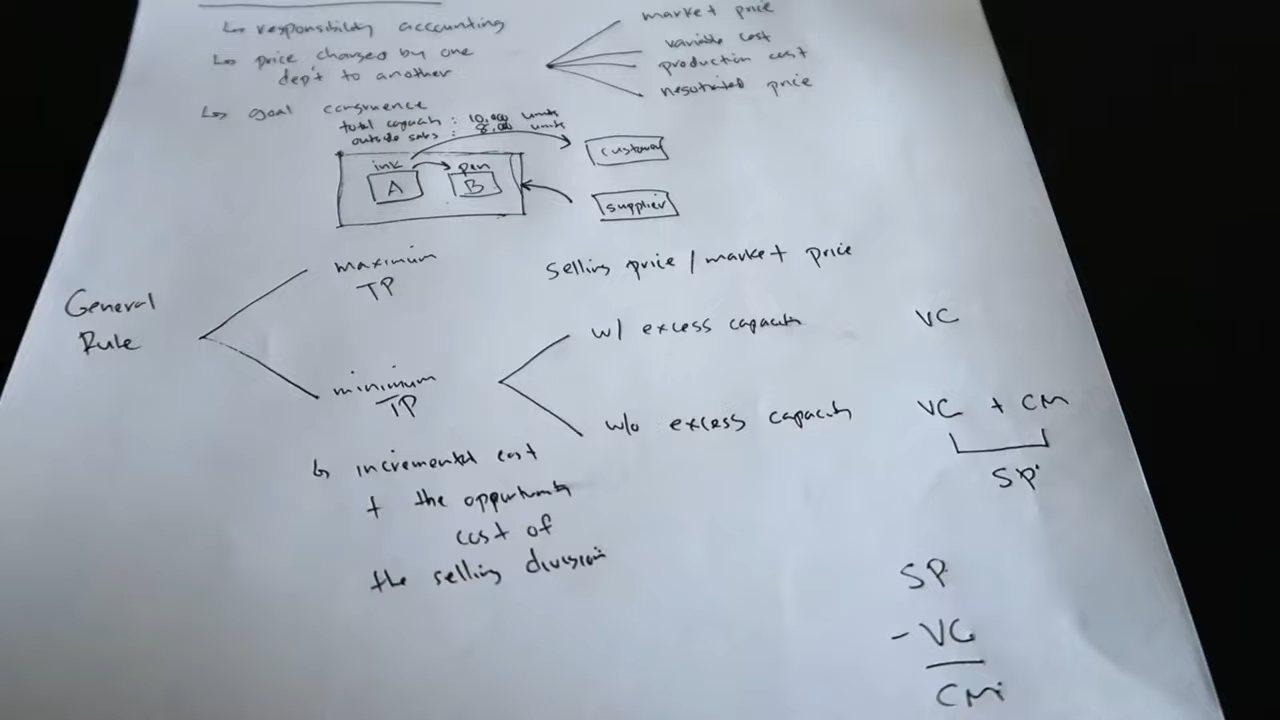 ↳ responsibility accounting
↳ price charged by one
dep't to another
market price
variable cost
production cost
negotiated price
↳ goal congruence
total capacity : 10,000 units
outside sales : 8,000 units
ink pen
A B
customer
supplier
General
Rule
maximum
TP
selling price / market price
minimum
TP
w/ excess capacity VC
w/o excess capacity VC + CM
SP
↳ incremental cost
+ the opportunity
cost of
the selling division
SP
- VC
CM